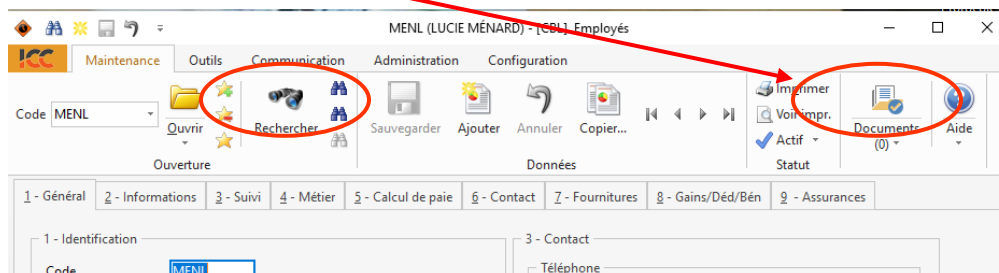 MENL (LUCIE MÉNARD) - [CBL] Employés
ICC Maintenance Outils Communication Administration Configuration
Code MENL
Ouvrir
Rechercher
Sauvegarder Ajouter Annuler Copier...
Imprimer
Voir impr.
Actif
Documents
(0)
Aide
Ouverture Données Statut
1 - Général 2 - Informations 3 - Suivi 4 - Métier 5 - Calcul de paie 6 - Contact 7 - Fournitures 8 - Gains/Déd/Bén 9 - Assurances
1 - Identification 3 - Contact
Code MENL Téléphone